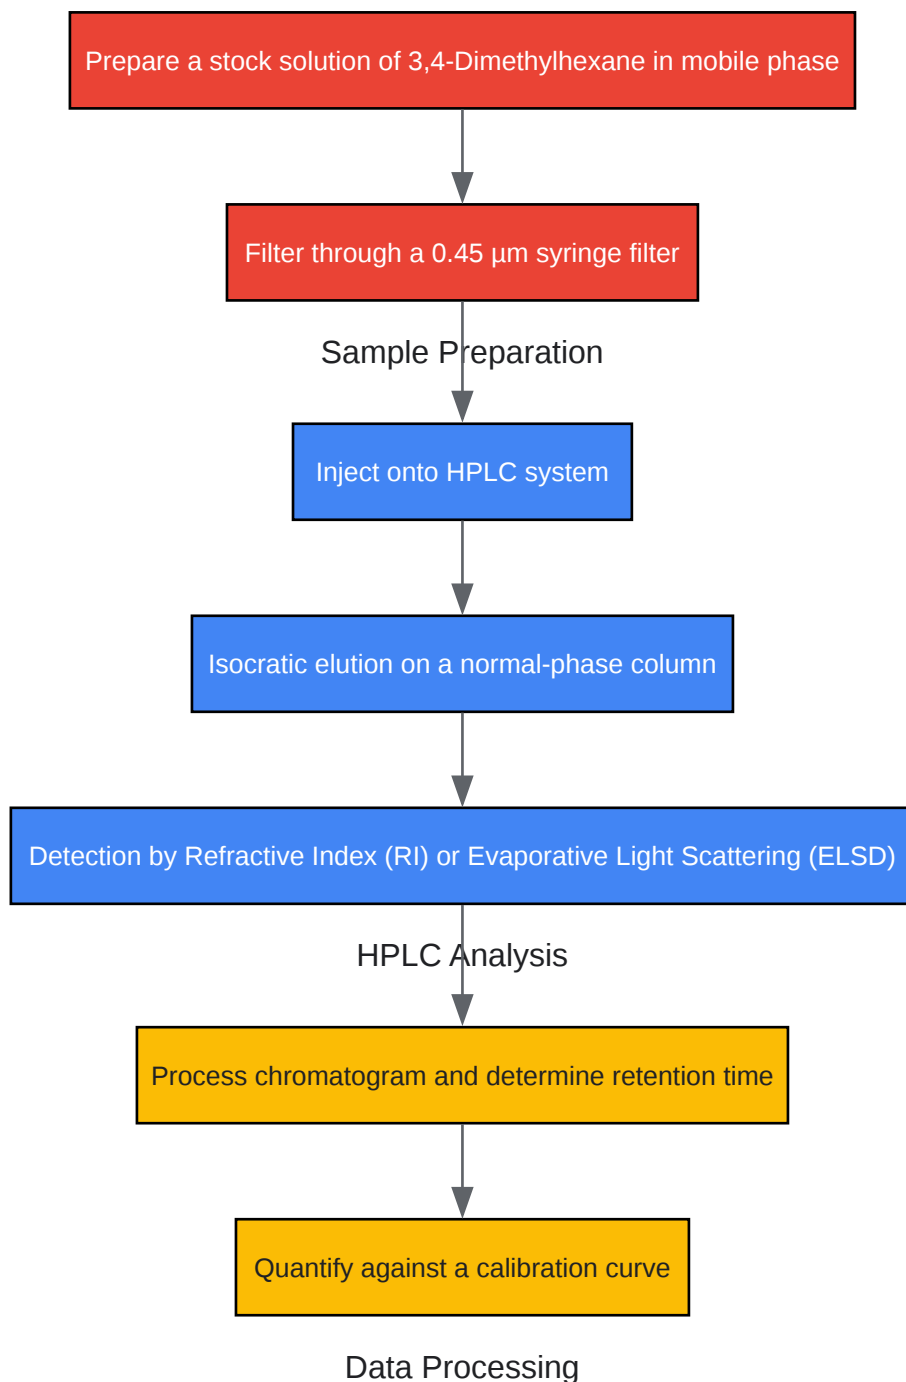 Prepare a stock solution of 3,4-Dimethylhexane in mobile phase
Filter through a 0.45 µm syringe filter
Sample Preparation
Inject onto HPLC system
Isocratic elution on a normal-phase column
Detection by Refractive Index (RI) or Evaporative Light Scattering (ELSD)
HPLC Analysis
Process chromatogram and determine retention time
Quantify against a calibration curve
Data Processing